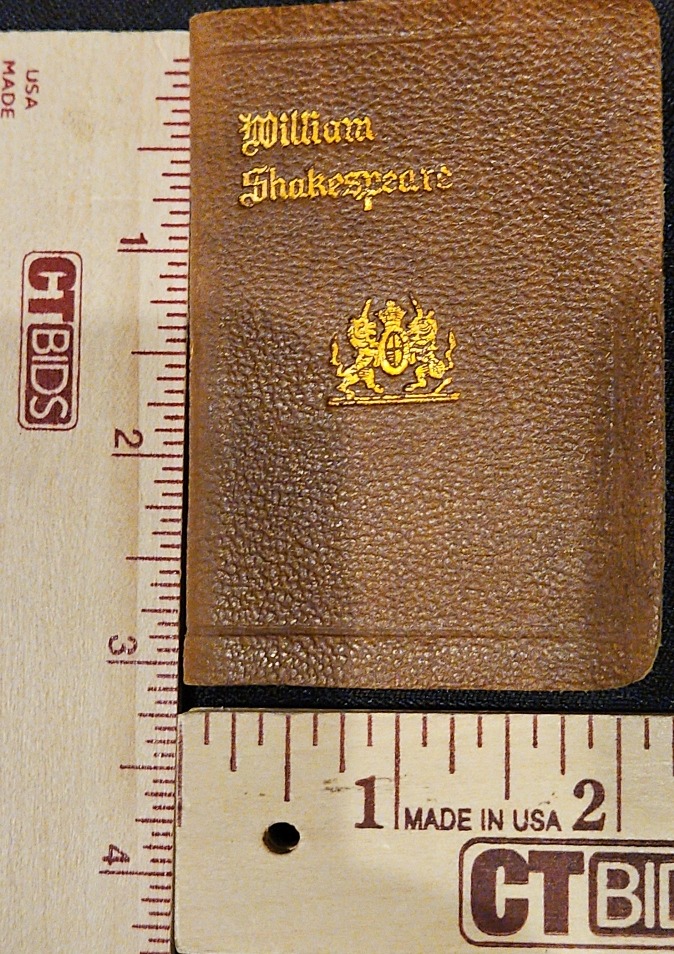 William
Shakespeare
USA
MADE
CTBIDS
1
2
3
4
1
MADE IN USA
2
CTBID